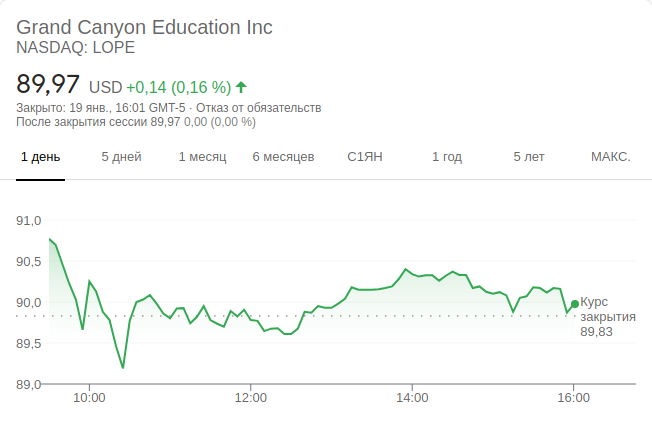 Grand Canyon Education Inc
NASDAQ: LOPE
89,97 USD +0,14 (0,16 %)
Закрыто: 19 янв., 16:01 GMT-5 · Отказ от обязательств
После закрытия сессии 89,97 0,00 (0,00 %)
1 день 5 дней 1 месяц 6 месяцев С1ЯН 1 год 5 лет МАКС.
91,0
90,5
90,0
89,5
89,0
Курс
закрытия
89,83
10:00 12:00 14:00 16:00